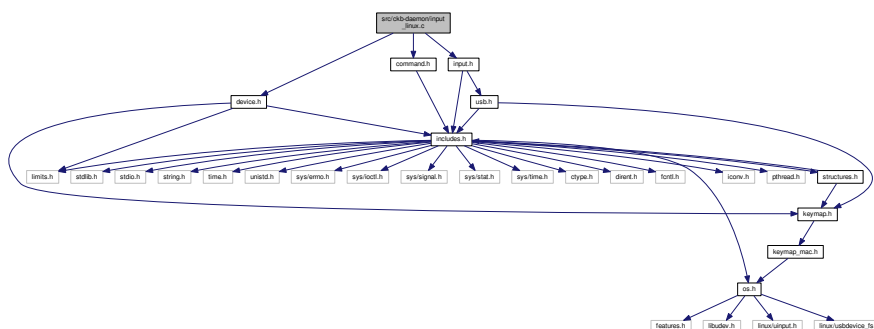 src/ckb-daemon/input
_linux.c
command.h
input.h
device.h
usb.h
includes.h
limits.h
stdlib.h
stdio.h
string.h
time.h
unistd.h
sys/errno.h
sys/ioctl.h
sys/signal.h
sys/stat.h
sys/time.h
ctype.h
dirent.h
fcntl.h
iconv.h
pthread.h
structures.h
keymap.h
keymap_mac.h
os.h
features.h
libudev.h
linux/uinput.h
linux/usbdevice_fs